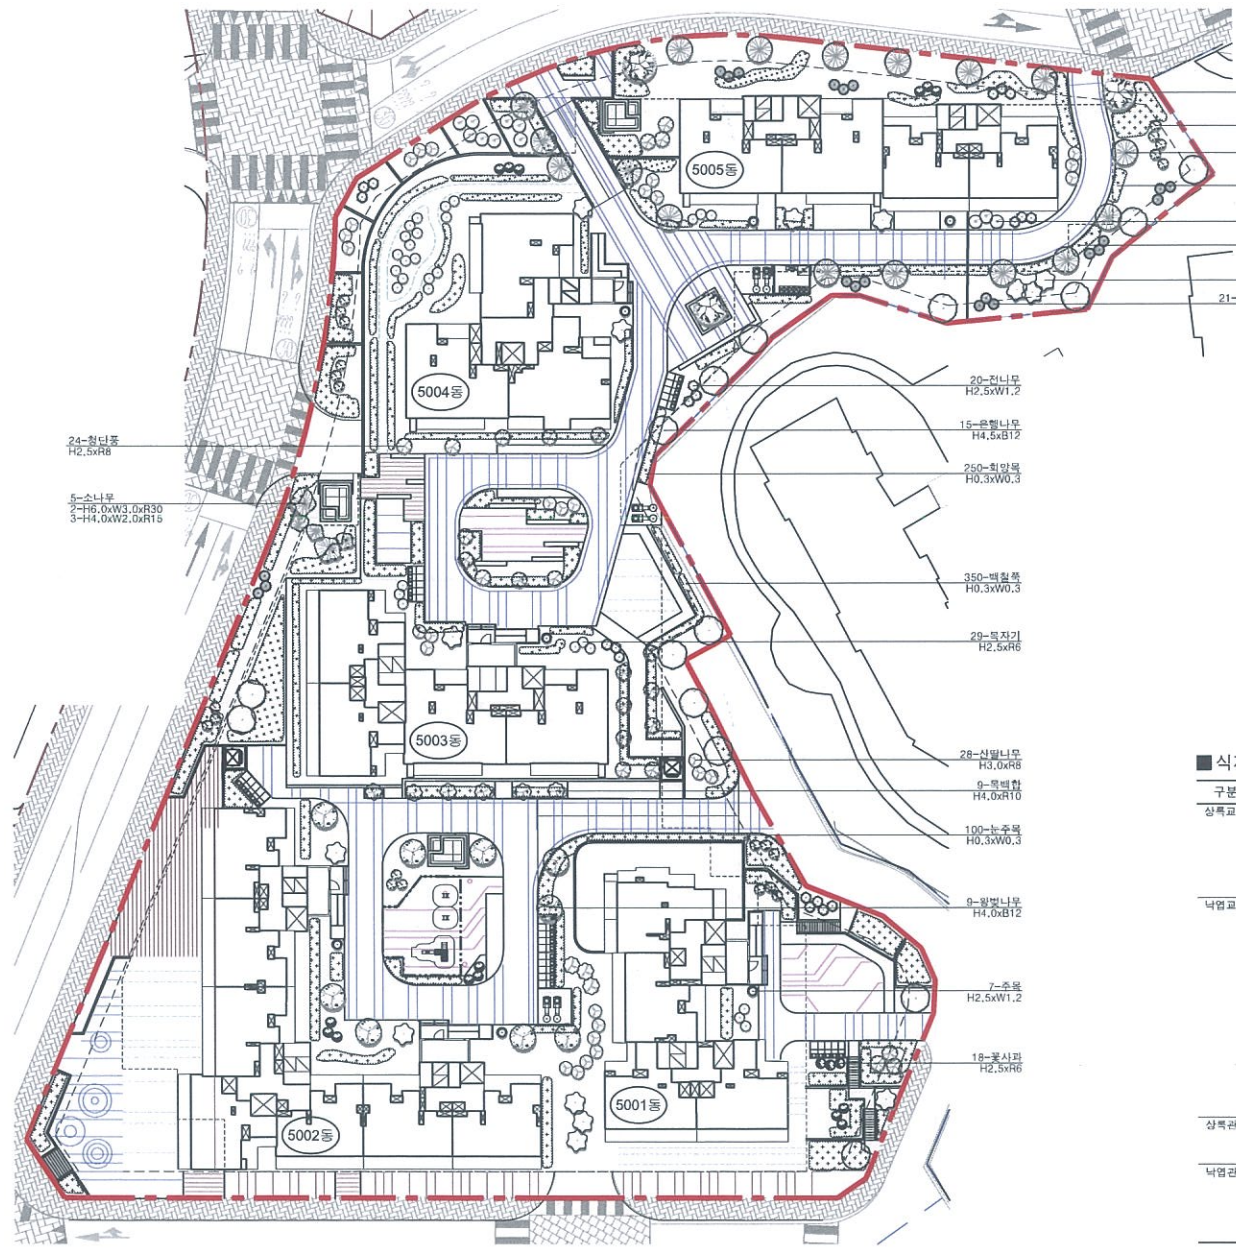 5005동
5004동
21-
20-전나무
H2.5xW1.2
15-은행나무
H4.5xB12
24-청단풍
H2.5xR8
250-회양목
H0.3xW0.3
5-소나무
2-H6.0xW3.0xR30
3-H4.0xW2.0xR15
350-백철쭉
H0.3xW0.3
29-복자기
H2.5xR6
5003동
28-산딸나무
H3.0xR8
9-목백합
H4.0xR10
100-눈주목
H0.3xW0.3
9-왕벚나무
H4.0xB12
7-주목
H2.5xW1.2
18-꽃사과
H2.5xR6
5001동
5002동
■ 식
구분
상록교
낙엽교
상록관
낙엽관